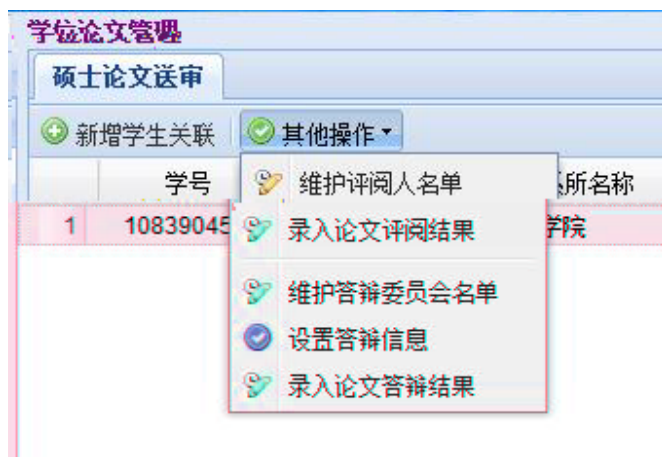 学位论文管理
硕士论文送审
新增学生关联 其他操作
学号 所名称
1 10839045 学院
维护评阅人名单
录入论文评阅结果
维护答辩委员会名单
设置答辩信息
录入论文答辩结果